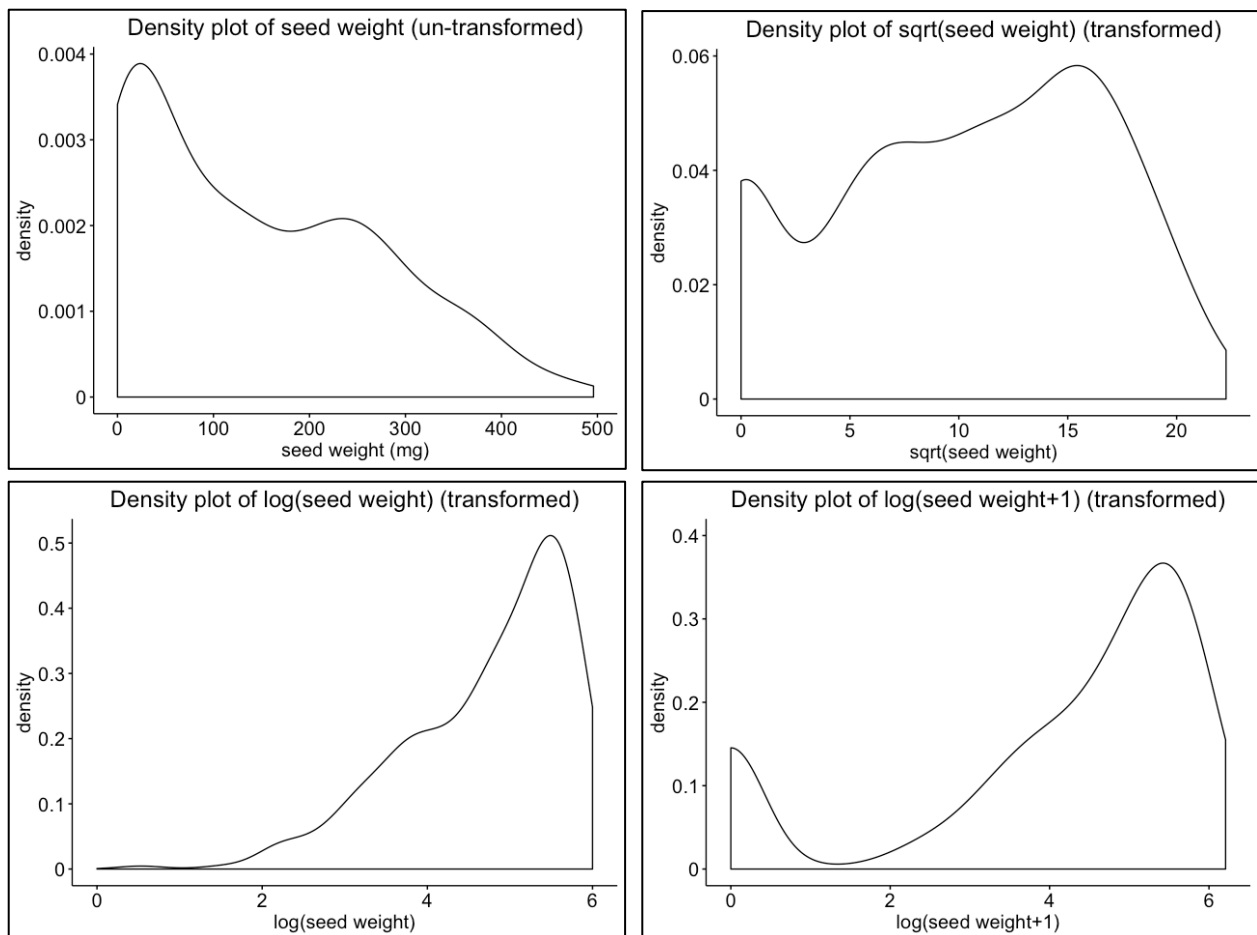 Density plot of seed weight (un-transformed)
0.004
0.003
0.002
0.001
0
density
0 100 200 300 400 500
seed weight (mg)
Density plot of sqrt(seed weight) (transformed)
0.06
0.04
0.02
0
density
0 5 10 15 20
sqrt(seed weight)
Density plot of log(seed weight) (transformed)
0.5
0.4
0.3
0.2
0.1
0
density
0 2 4 6
log(seed weight)
Density plot of log(seed weight+1) (transformed)
0.4
0.3
0.2
0.1
0
density
0 2 4 6
log(seed weight+1)